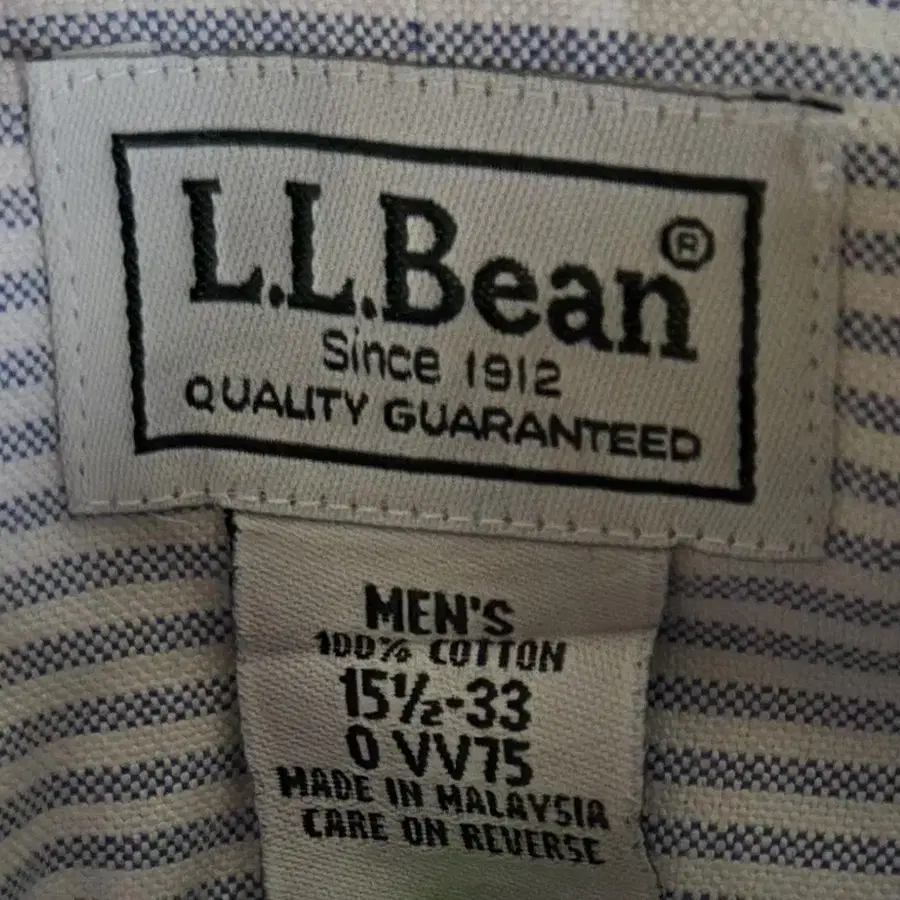 L.L.Bean®
Since 1912
QUALITY GUARANTEED
MEN'S
100% COTTON
15½-33
0 VV75
MADE IN MALAYSIA
CARE ON REVERSE